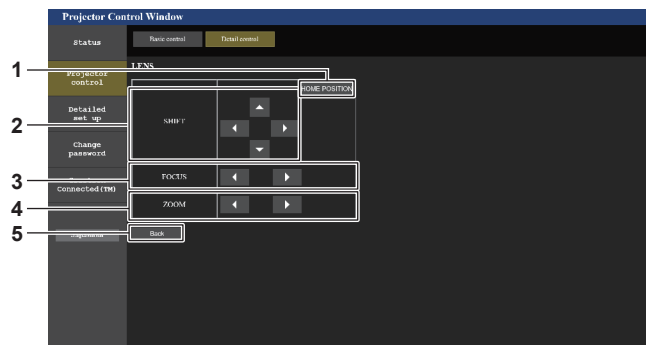 Projector Control Window
Status
Basic control
Detail control
1
LENS
Projector
control
HOME POSITION
2
SHIFT
Detailed
set up
Change
password
3
FOCUS
Connected(TM)
4
ZOOM
5
Back